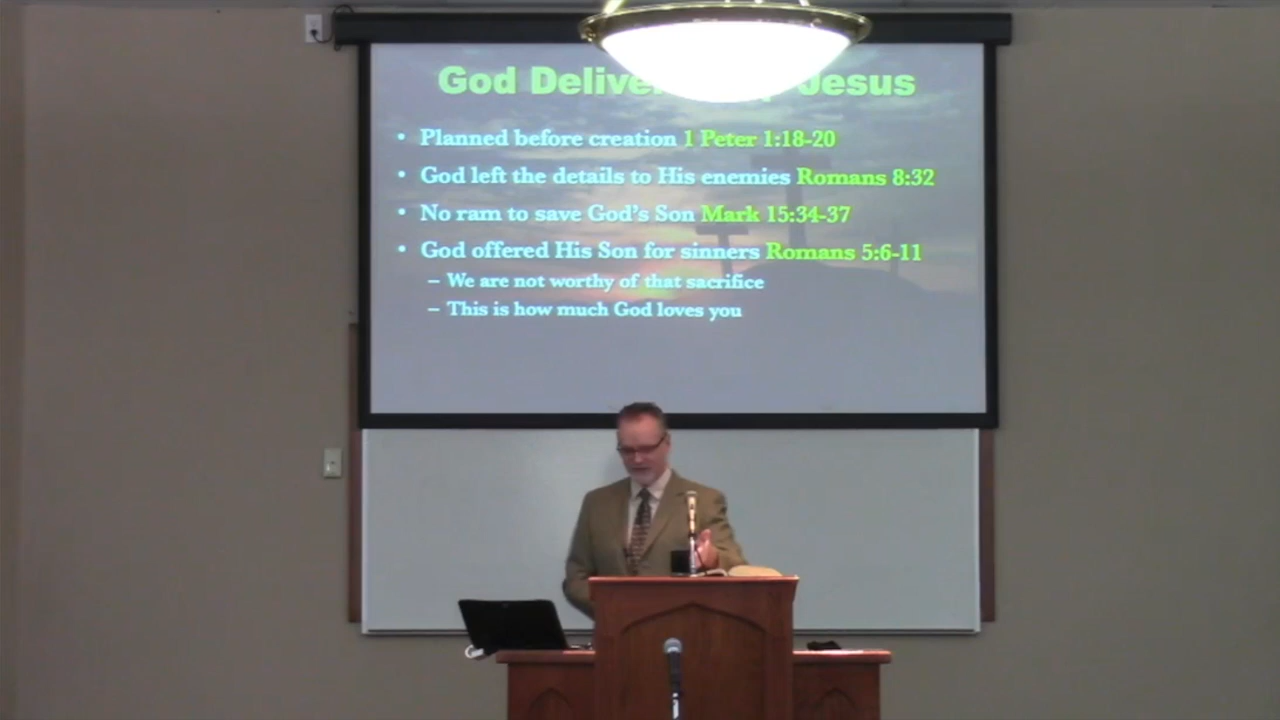 God Jesus
• Planned before creation 1 Peter 1:18-20
• God left the details to His enemies Romans 8:32
• No ram to save God's Son Mark 15:34-37
• God offered His Son for sinners Romans 5:6-11
– We are not worthy of that sacrifice
– This is how much God loves you